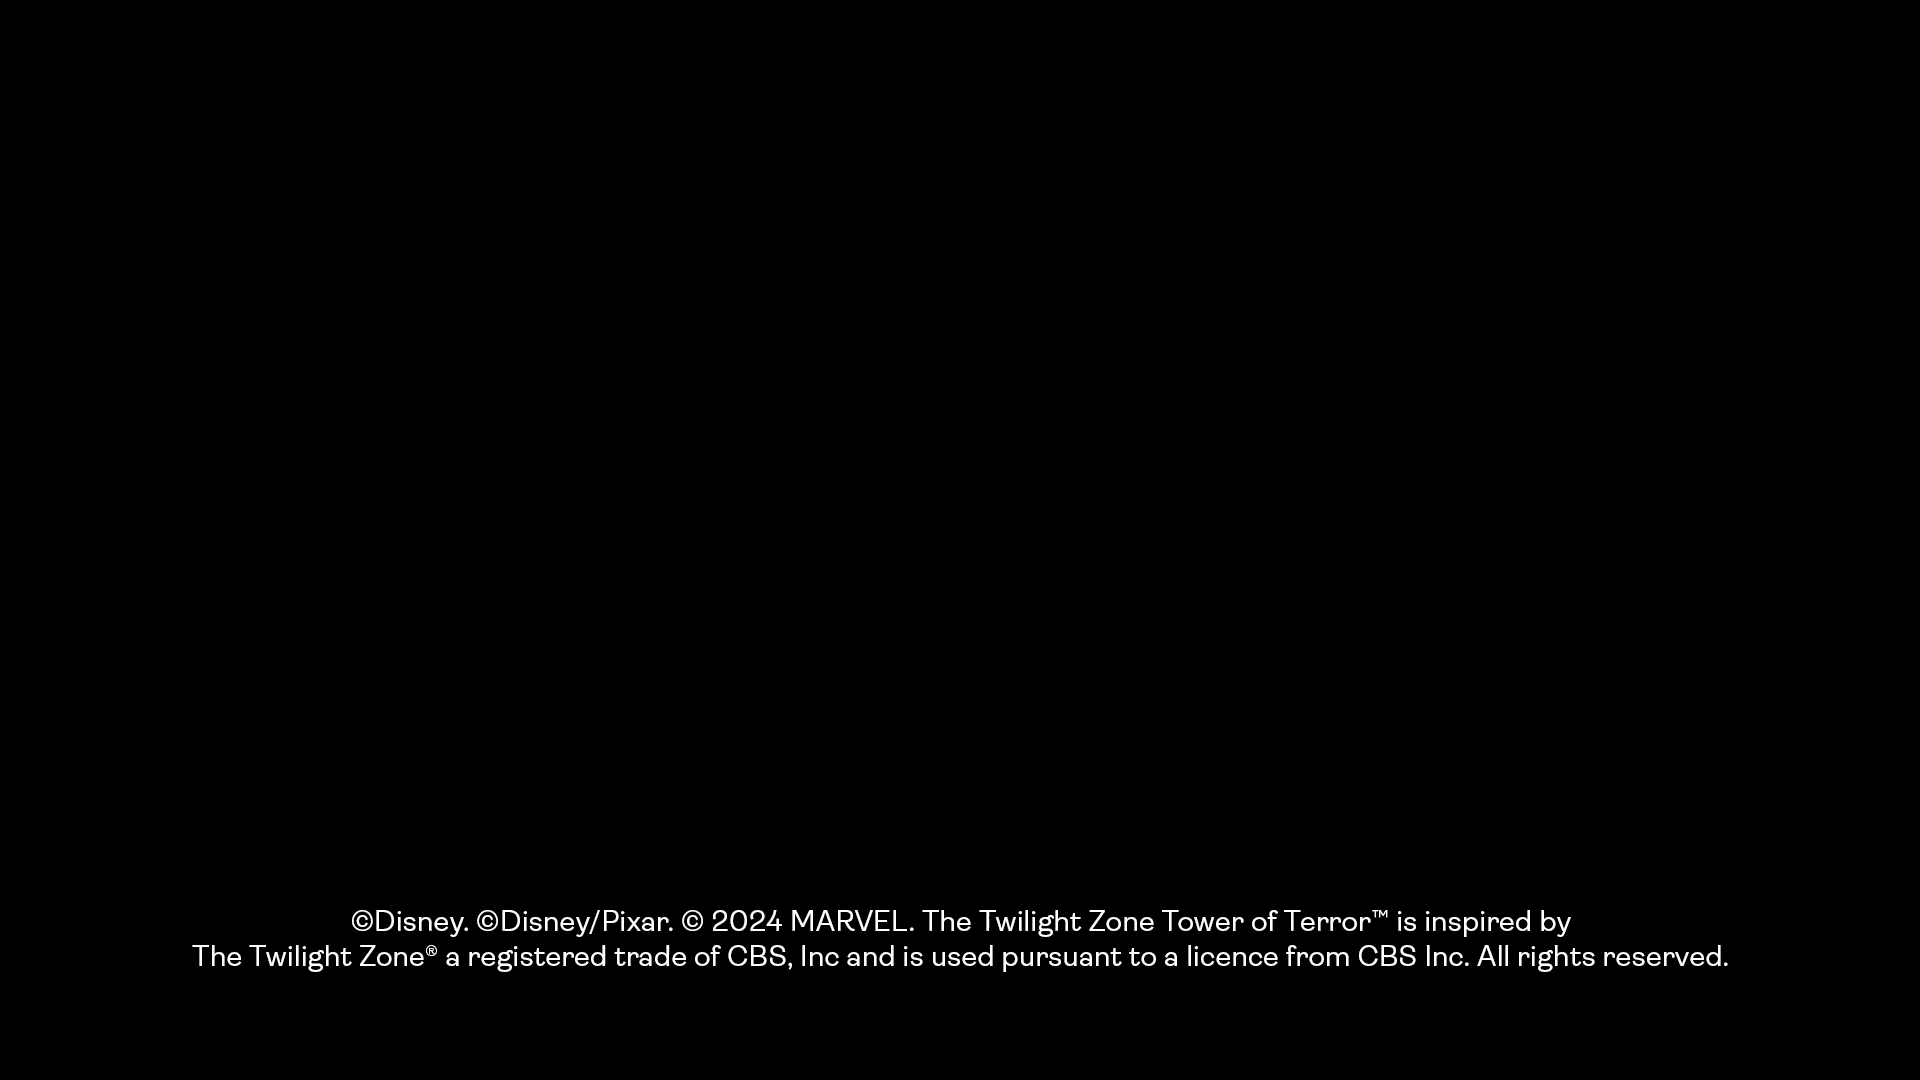 ©Disney. ©Disney/Pixar. © 2024 MARVEL. The Twilight Zone Tower of Terror™ is inspired by
The Twilight Zone® a registered trade of CBS, Inc and is used pursuant to a licence from CBS Inc. All rights reserved.